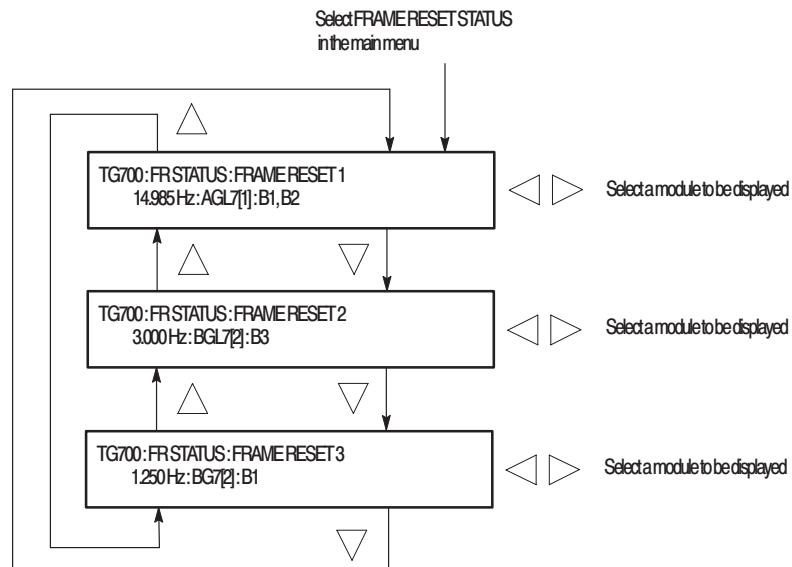 Select FRAME RESET STATUS
in the main menu
TG700 : FR STATUS : FRAME RESET 1
14.985 Hz : AGL7[1] : B1, B2
Select a module to be displayed
TG700 : FR STATUS : FRAME RESET 2
3.000 Hz : BGL7[2] : B3
Select a module to be displayed
TG700 : FR STATUS : FRAME RESET 3
1.250 Hz : BG7[2] : B1
Select a module to be displayed